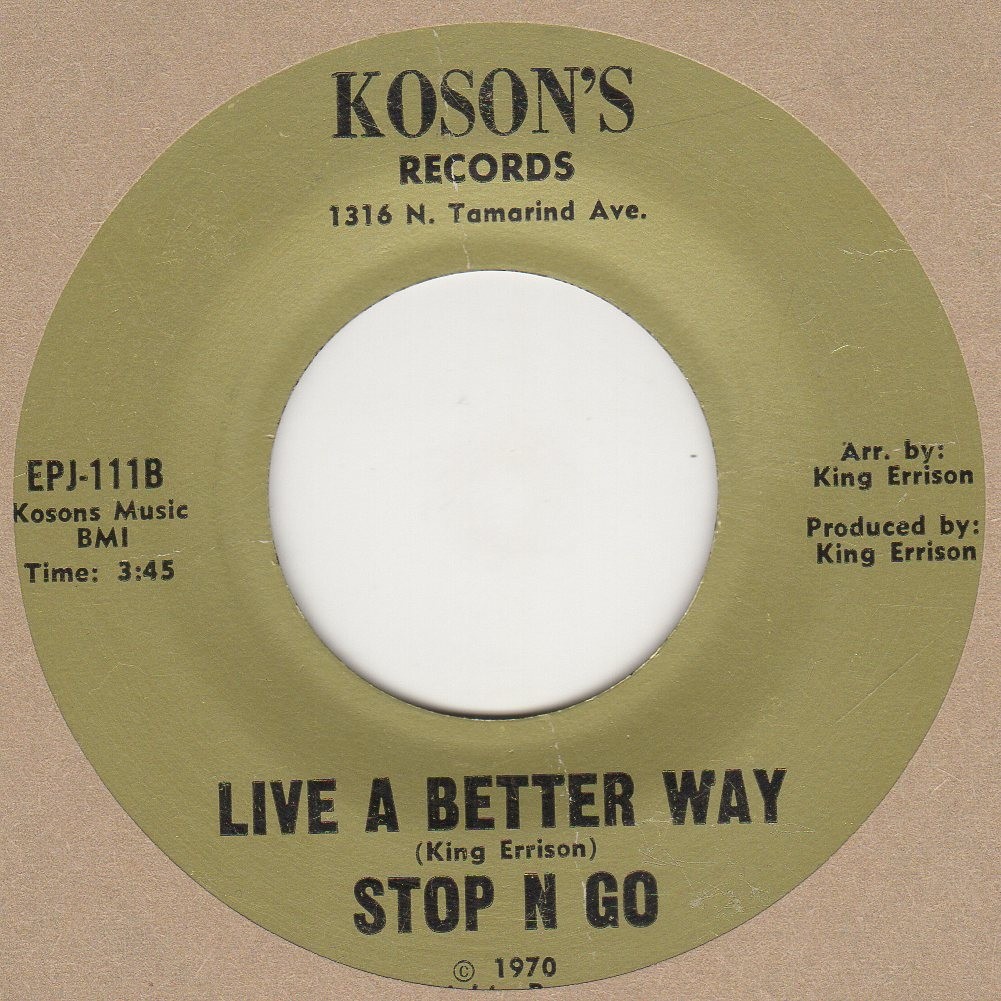 KOSON'S
RECORDS
1316 N. Tamarind Ave.
EPJ-111B
Kosons Music
BMI
Time: 3:45
Arr. by:
King Errison
Produced by:
King Errison
LIVE A BETTER WAY
(King Errison)
STOP N GO
© 1970